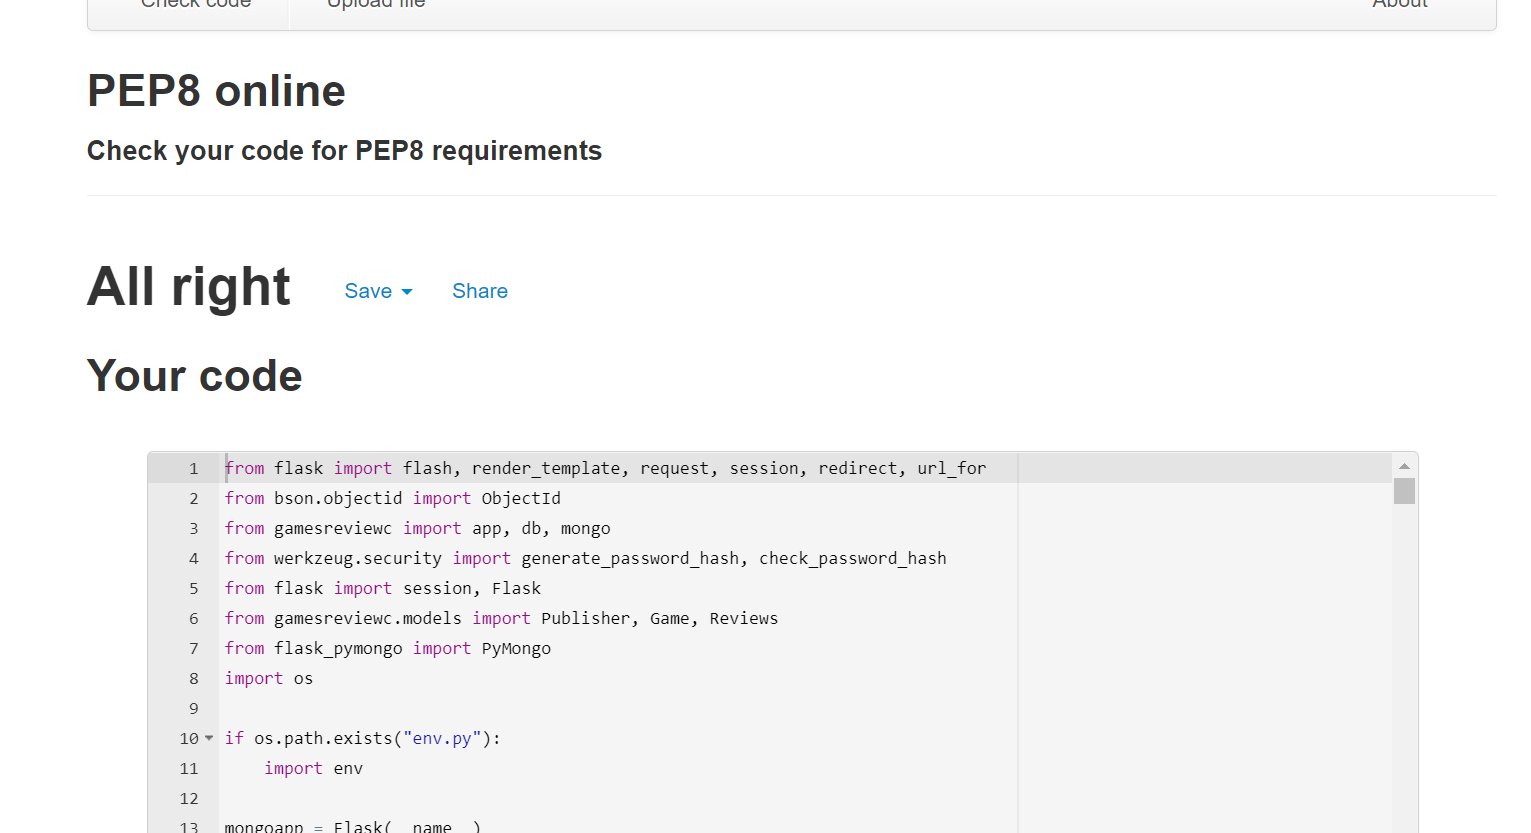 Check code Upload file About
PEP8 online
Check your code for PEP8 requirements
All right Save Share
Your code
1 from flask import flash, render_template, request, session, redirect, url_for
2 from bson.objectid import ObjectId
3 from gamesreviewc import app, db, mongo
4 from werkzeug.security import generate_password_hash, check_password_hash
5 from flask import session, Flask
6 from gamesreviewc.models import Publisher, Game, Reviews
7 from flask_pymongo import PyMongo
8 import os
9
10 if os.path.exists("env.py"):
11     import env
12
13 mongoapp = Flask(__name__)